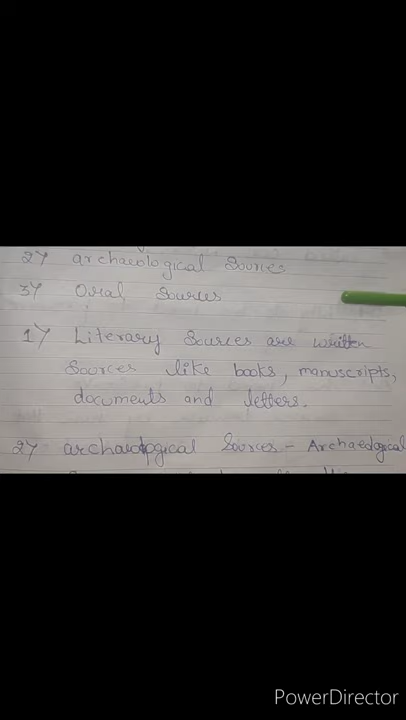 2) archaeological Sources
3) Oral Sources
1) Literary Sources are written
Sources like books, manuscripts,
documents and letters.
2) archaeological Sources - Archaeological
PowerDirector